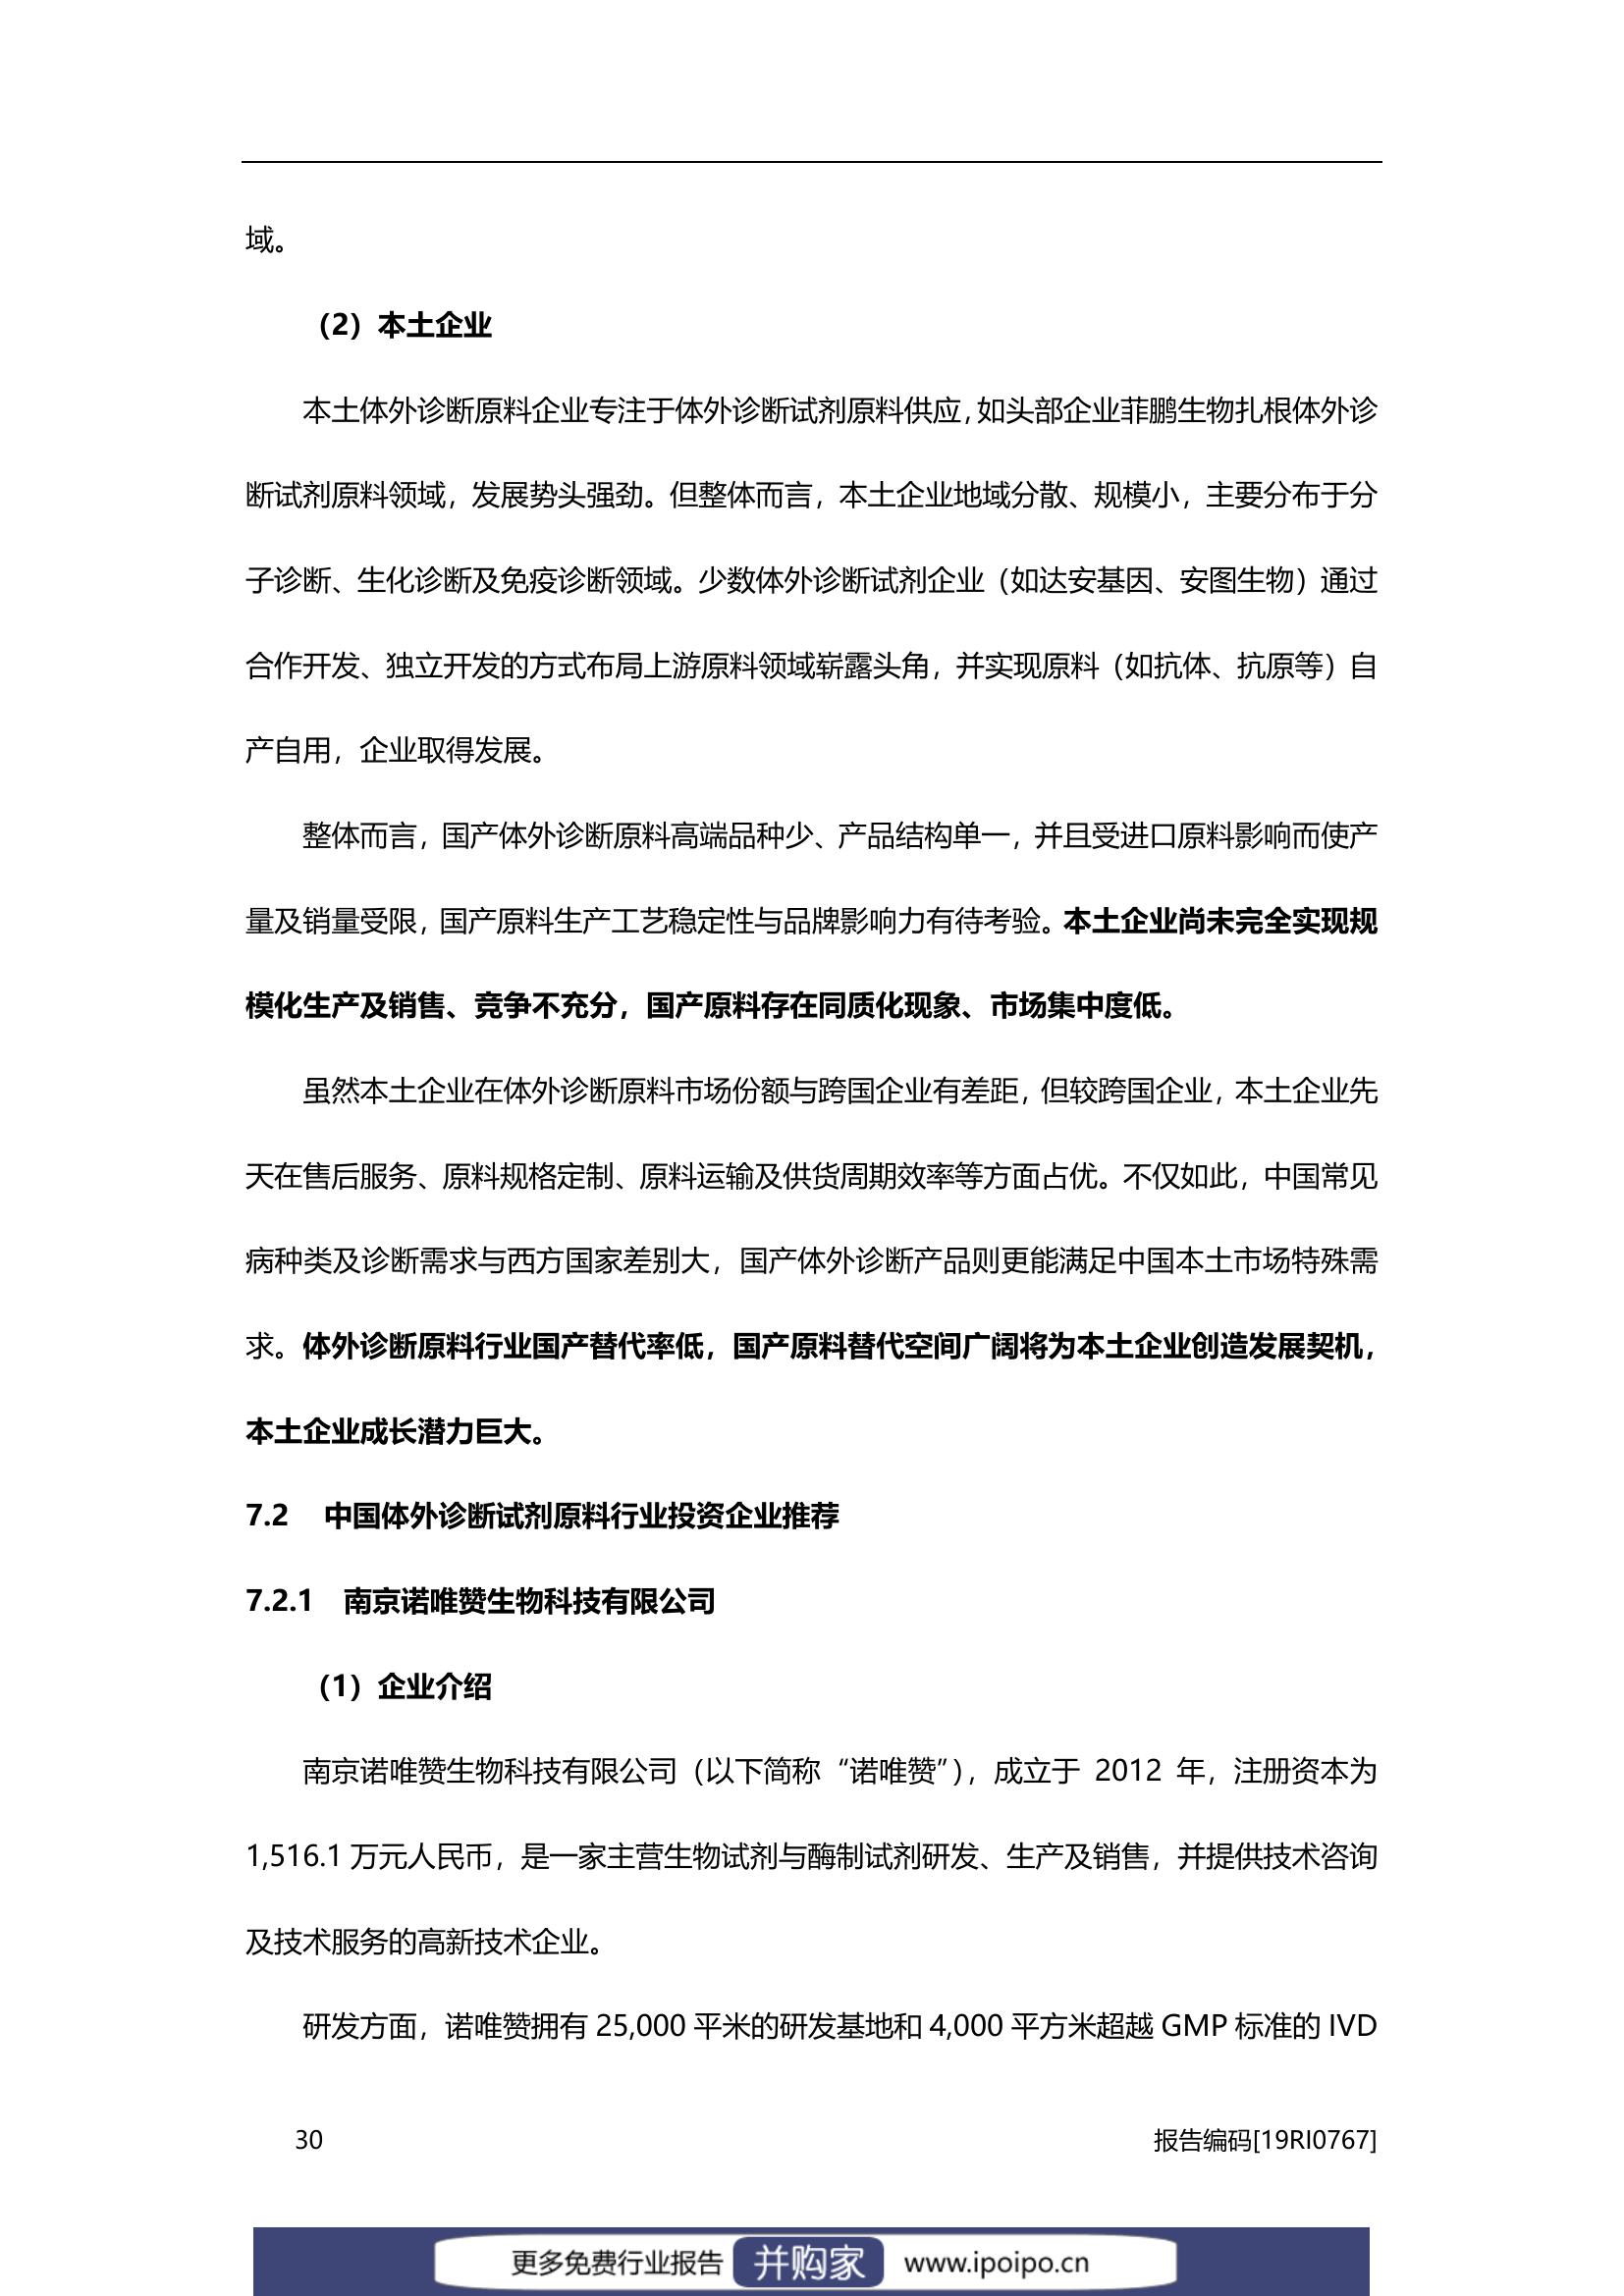 域。
（2）本土企业
本土体外诊断原料企业专注于体外诊断试剂原料供应，如头部企业菲鹏生物扎根体外诊
断试剂原料领域，发展势头强劲。但整体而言，本土企业地域分散、规模小，主要分布于分
子诊断、生化诊断及免疫诊断领域。少数体外诊断试剂企业（如达安基因、安图生物）通过
合作开发、独立开发的方式布局上游原料领域崭露头角，并实现原料（如抗体、抗原等）自
产自用，企业取得发展。
整体而言，国产体外诊断原料高端品种少、产品结构单一，并且受进口原料影响而使产
量及销量受限，国产原料生产工艺稳定性与品牌影响力有待考验。本土企业尚未完全实现规
模化生产及销售、竞争不充分，国产原料存在同质化现象、市场集中度低。
虽然本土企业在体外诊断原料市场份额与跨国企业有差距，但较跨国企业，本土企业先
天在售后服务、原料规格定制、原料运输及供货周期效率等方面占优。不仅如此，中国常见
病种类及诊断需求与西方国家差别大，国产体外诊断产品则更能满足中国本土市场特殊需
求。体外诊断原料行业国产替代率低，国产原料替代空间广阔将为本土企业创造发展契机，
本土企业成长潜力巨大。
7.2 中国体外诊断试剂原料行业投资企业推荐
7.2.1 南京诺唯赞生物科技有限公司
（1）企业介绍
南京诺唯赞生物科技有限公司（以下简称“诺唯赞”），成立于 2012 年，注册资本为
1,516.1 万元人民币，是一家主营生物试剂与酶制试剂研发、生产及销售，并提供技术咨询
及技术服务的高新技术企业。
研发方面，诺唯赞拥有 25,000 平米的研发基地和 4,000 平方米超越 GMP 标准的 IVD
30 报告编码[19RI0767]
更多免费行业报告 并购家 www.ipoipo.cn